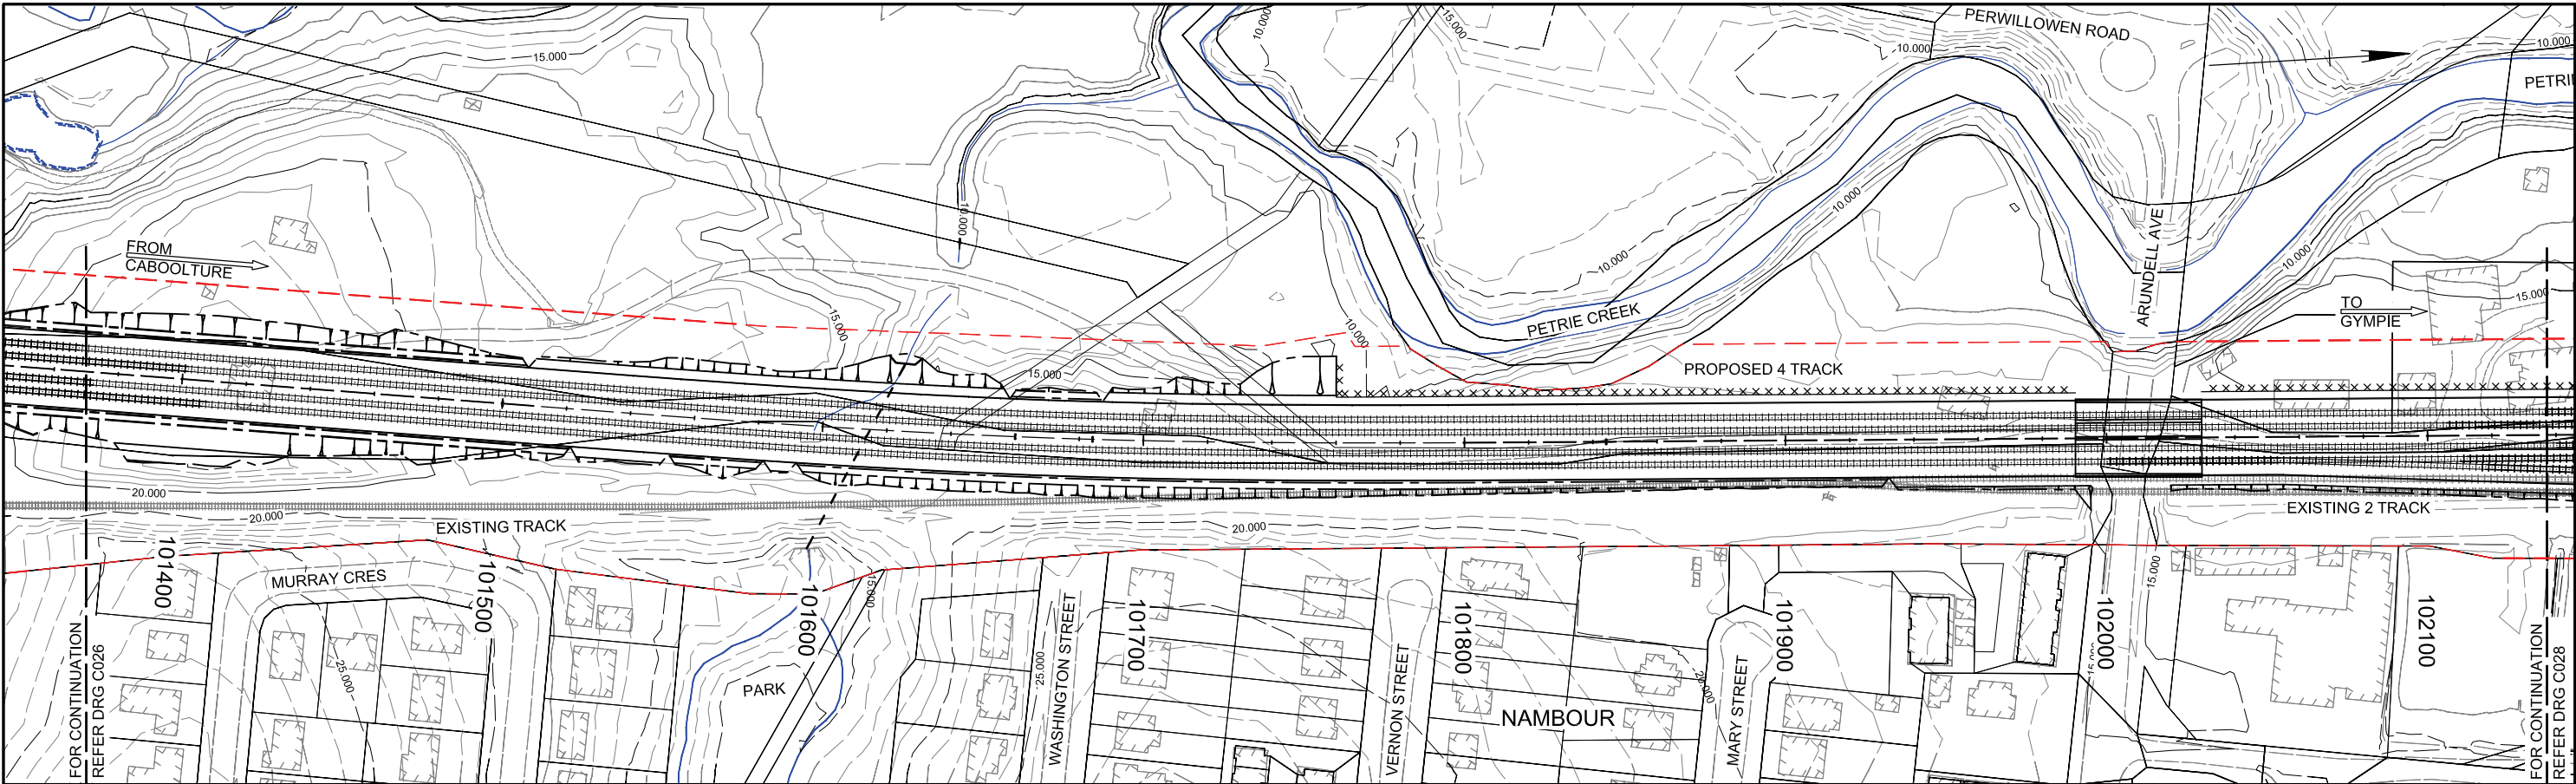 15.000
10.000
15.000
PERWILLOWEN ROAD
10.000
10.000
PETRIE
10.000
10.000
ARUNDELL AVE
10.000
10.000
FROM
CABOOLTURE
15.000
10.000
PETRIE CREEK
TO
GYMPIE
15.000
15.000
PROPOSED 4 TRACK
20.000
20.000
EXISTING TRACK
20.000
EXISTING 2 TRACK
101400
MURRAY CRES
101500
101600
15.000
25.000
PARK
25.000
WASHINGTON STREET
101700
VERNON STREET
101800
NAMBOUR
20.000
MARY STREET
101900
102000
15.000
15.000
102100
FOR CONTINUATION
REFER DRG C026
FOR CONTINUATION
REFER DRG C028